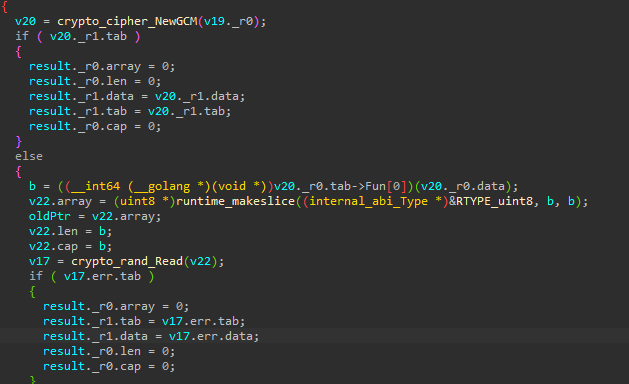 {
v20 = crypto_cipher_NewGCM(v19._r0);
if ( v20._r1.tab )
{
result._r0.array = 0;
result._r0.len = 0;
result._r1.data = v20._r1.data;
result._r1.tab = v20._r1.tab;
result._r0.cap = 0;
}
else
{
b = ((__int64 (__golang *)(void *))v20._r0.tab->Fun[0])(v20._r0.data);
v22.array = (uint8 *)runtime_makeslice((internal_abi_Type *)&RTYPE_uint8, b, b);
oldPtr = v22.array;
v22.len = b;
v22.cap = b;
v17 = crypto_rand_Read(v22);
if ( v17.err.tab )
{
result._r0.array = 0;
result._r1.tab = v17.err.tab;
result._r1.data = v17.err.data;
result._r0.len = 0;
result._r0.cap = 0;
}